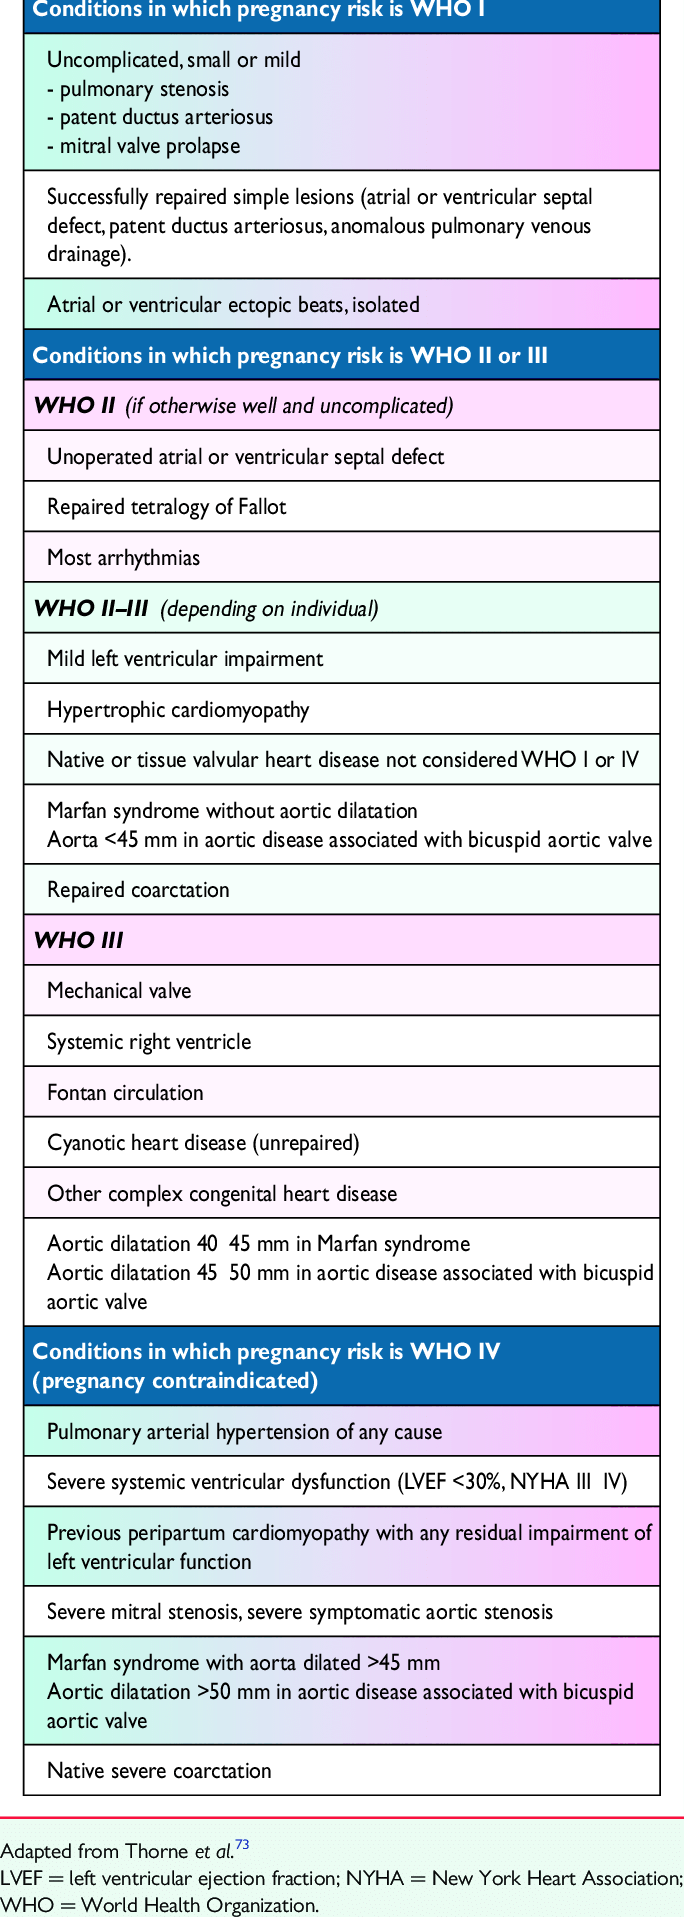 Conditions in which pregnancy risk is WHO I
Uncomplicated, small or mild
- pulmonary stenosis
- patent ductus arteriosus
- mitral valve prolapse
Successfully repaired simple lesions (atrial or ventricular septal
defect, patent ductus arteriosus, anomalous pulmonary venous
drainage).
Atrial or ventricular ectopic beats, isolated
Conditions in which pregnancy risk is WHO II or III
WHO II (if otherwise well and uncomplicated)
Unoperated atrial or ventricular septal defect
Repaired tetralogy of Fallot
Most arrhythmias
WHO II–III (depending on individual)
Mild left ventricular impairment
Hypertrophic cardiomyopathy
Native or tissue valvular heart disease not considered WHO I or IV
Marfan syndrome without aortic dilatation
Aorta <45 mm in aortic disease associated with bicuspid aortic valve
Repaired coarctation
WHO III
Mechanical valve
Systemic right ventricle
Fontan circulation
Cyanotic heart disease (unrepaired)
Other complex congenital heart disease
Aortic dilatation 40 45 mm in Marfan syndrome
Aortic dilatation 45 50 mm in aortic disease associated with bicuspid
aortic valve
Conditions in which pregnancy risk is WHO IV
(pregnancy contraindicated)
Pulmonary arterial hypertension of any cause
Severe systemic ventricular dysfunction (LVEF <30%, NYHA III IV)
Previous peripartum cardiomyopathy with any residual impairment of
left ventricular function
Severe mitral stenosis, severe symptomatic aortic stenosis
Marfan syndrome with aorta dilated >45 mm
Aortic dilatation >50 mm in aortic disease associated with bicuspid
aortic valve
Native severe coarctation
Adapted from Thorne et al.73
LVEF = left ventricular ejection fraction; NYHA = New York Heart Association;
WHO = World Health Organization.